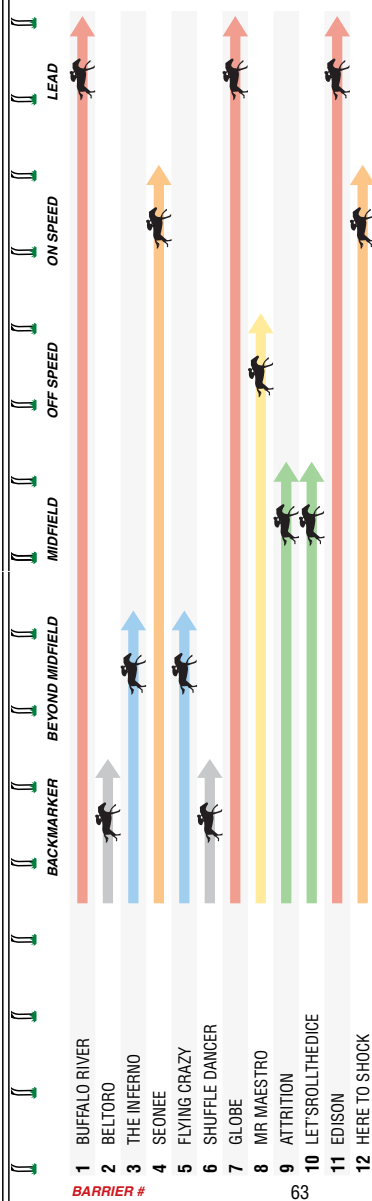 BACKMARKER BEYOND MIDFIELD MIDFIELD OFF SPEED ON SPEED LEAD
1 BUFFALO RIVER
2 BELTORO
3 THE INFERNO
4 SEONEE
5 FLYING CRAZY
6 SHUFFLE DANCER
7 GLOBE
8 MR MAESTRO
9 ATTRITION
10 LET'SROLLTHEDICE
11 EDISON
12 HERE TO SHOCK
BARRIER #
63